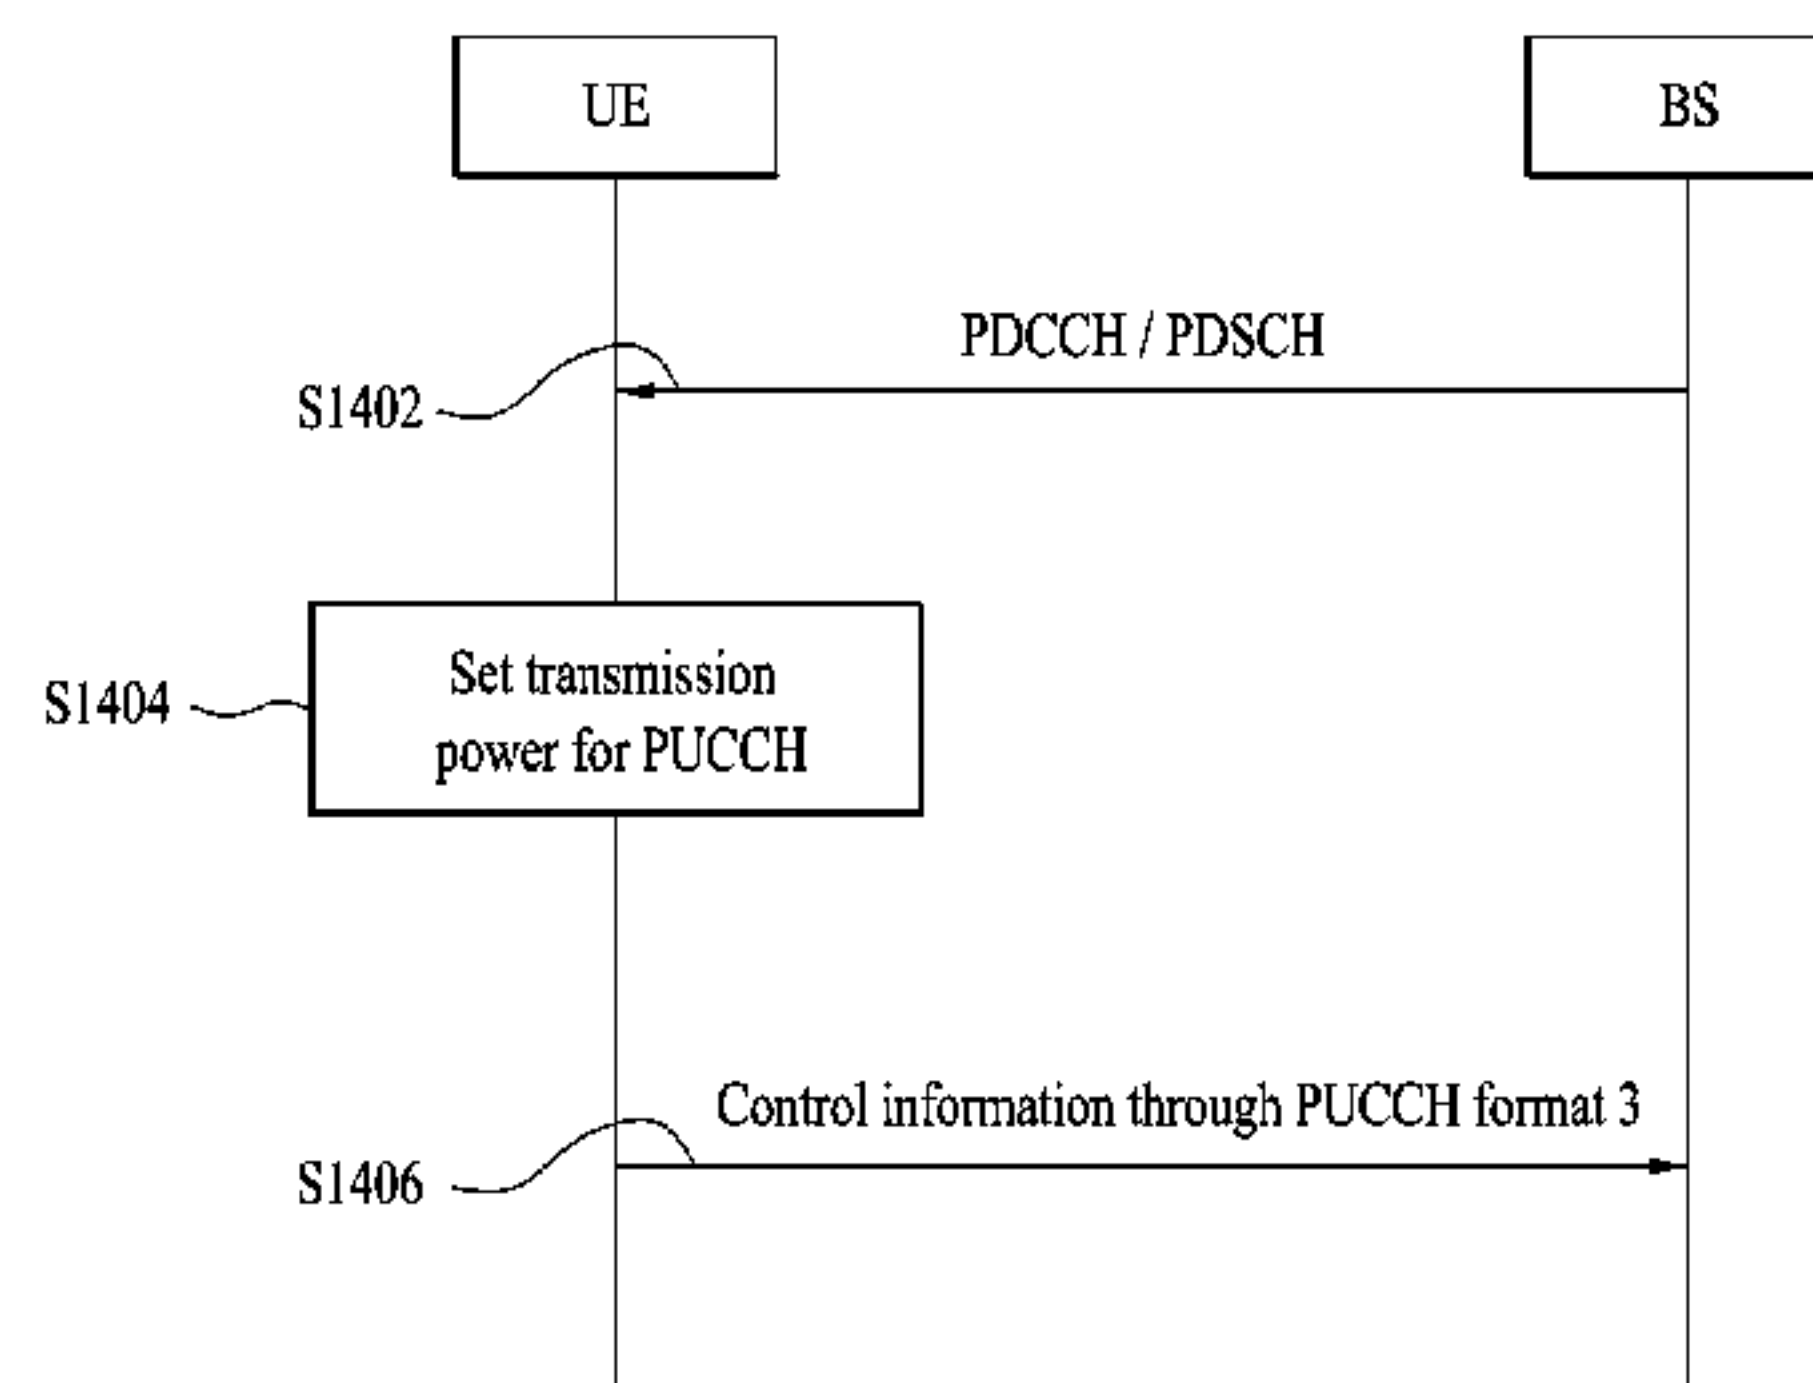 UE
BS
PDCCH / PDSCH
S1402
Set transmission
S1404
power for PUCCH
Control information through PUCCH format 3
S1406